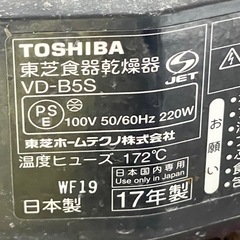 TOSHIBA
東芝食器乾燥器
VD-B5S
JET
PS
E
100V 50/60Hz 220W
東芝ホームテクノ株式会社
温度ヒューズ 172℃
WF19
日本国内専用
Use only in Japan
日本製
17年製
お願い